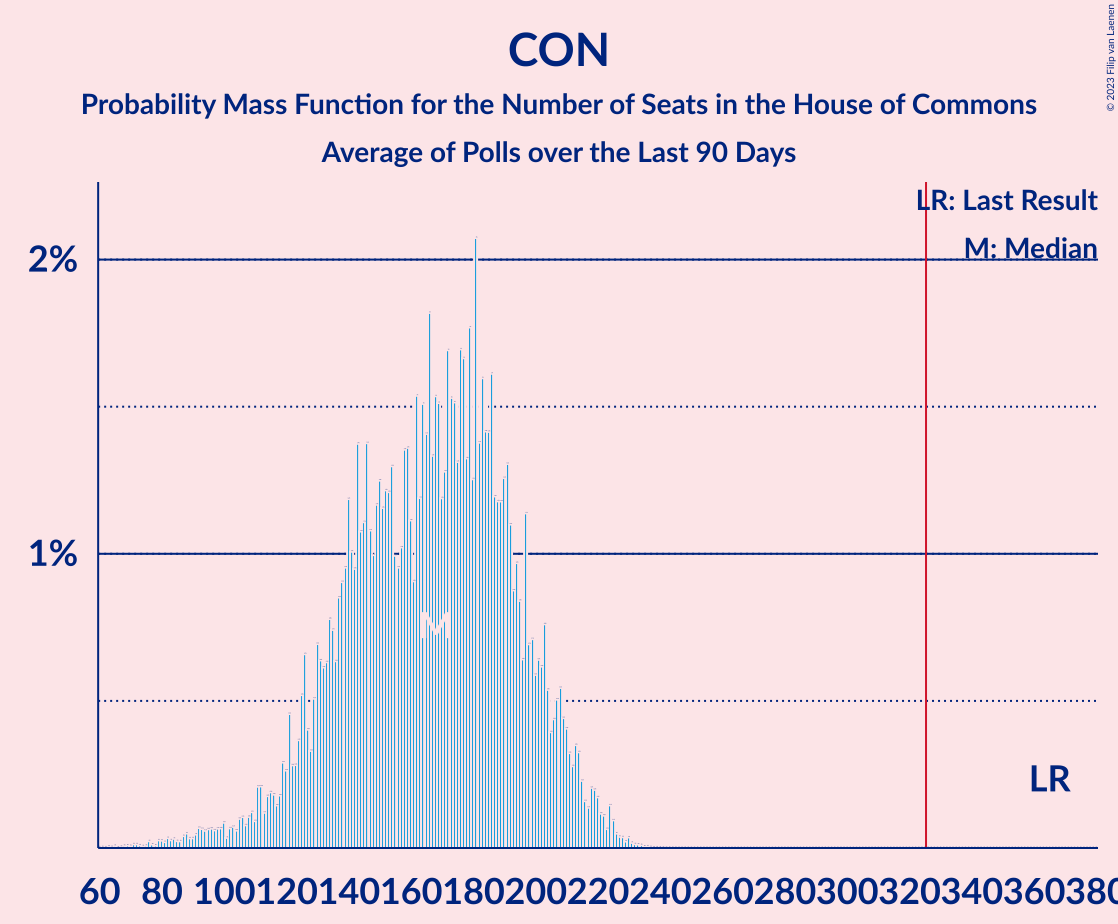 CON
Probability Mass Function for the Number of Seats in the House of Commons
Average of Polls over the Last 90 Days
© 2023 Filip van Laenen
LR: Last Result
M: Median
2%
1%
M
LR
60 80 100 120 140 160 180 200 220 240 260 280 300 320 340 360 380